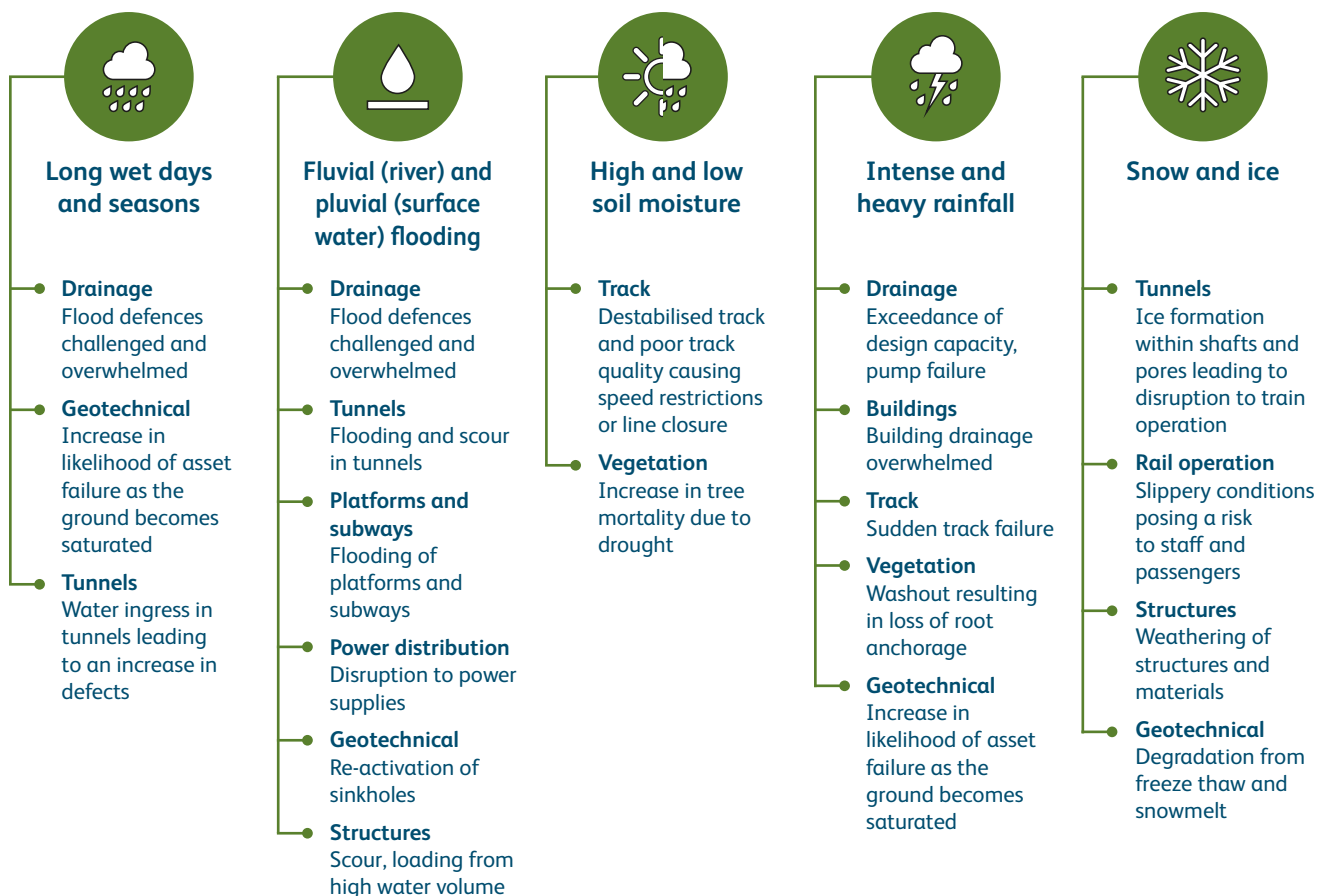 Long wet days
and seasons
Drainage
Flood defences
challenged and
overwhelmed
Geotechnical
Increase in
likelihood of asset
failure as the
ground becomes
saturated
Tunnels
Water ingress in
tunnels leading
to an increase in
defects
Fluvial (river) and
pluvial (surface
water) flooding
Drainage
Flood defences
challenged and
overwhelmed
Tunnels
Flooding and scour
in tunnels
Platforms and
subways
Flooding of
platforms and
subways
Power distribution
Disruption to power
supplies
Geotechnical
Re-activation of
sinkholes
Structures
Scour, loading from
high water volume
High and low
soil moisture
Track
Destabilised track
and poor track
quality causing
speed restrictions
or line closure
Vegetation
Increase in tree
mortality due to
drought
Intense and
heavy rainfall
Drainage
Exceedance of
design capacity,
pump failure
Buildings
Building drainage
overwhelmed
Track
Sudden track failure
Vegetation
Washout resulting
in loss of root
anchorage
Geotechnical
Increase in
likelihood of asset
failure as the
ground becomes
saturated
Snow and ice
Tunnels
Ice formation
within shafts and
pores leading to
disruption to train
operation
Rail operation
Slippery conditions
posing a risk
to staff and
passengers
Structures
Weathering of
structures and
materials
Geotechnical
Degradation from
freeze thaw and
snowmelt